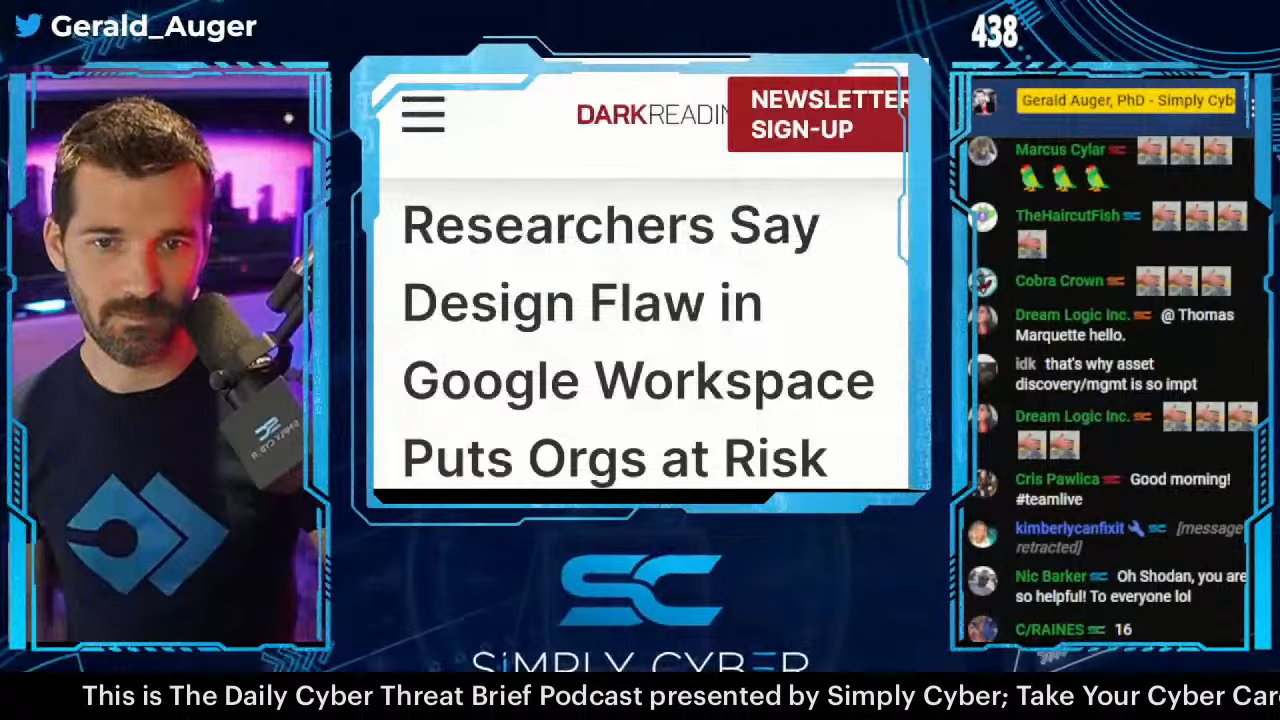 Gerald_Auger
438
DARKREADIN
NEWSLETTER
SIGN-UP
Researchers Say
Design Flaw in
Google Workspace
Puts Orgs at Risk
SC
SIMPLY CYBER
Gerald Auger, PhD - Simply Cyb
Marcus Cylar
TheHaircutFish
Cobra Crown
Dream Logic Inc. @ Thomas
Marquette hello.
idk that's why asset
discovery/mgmt is so impt
Dream Logic Inc.
Cris Pawlica Good morning!
#teamlive
kimberlycanfixit [message
retracted]
Nic Barker Oh Shodan, you are
so helpful! To everyone lol
C/RAINES 16
This is The Daily Cyber Threat Brief Podcast presented by Simply Cyber; Take Your Cyber Car